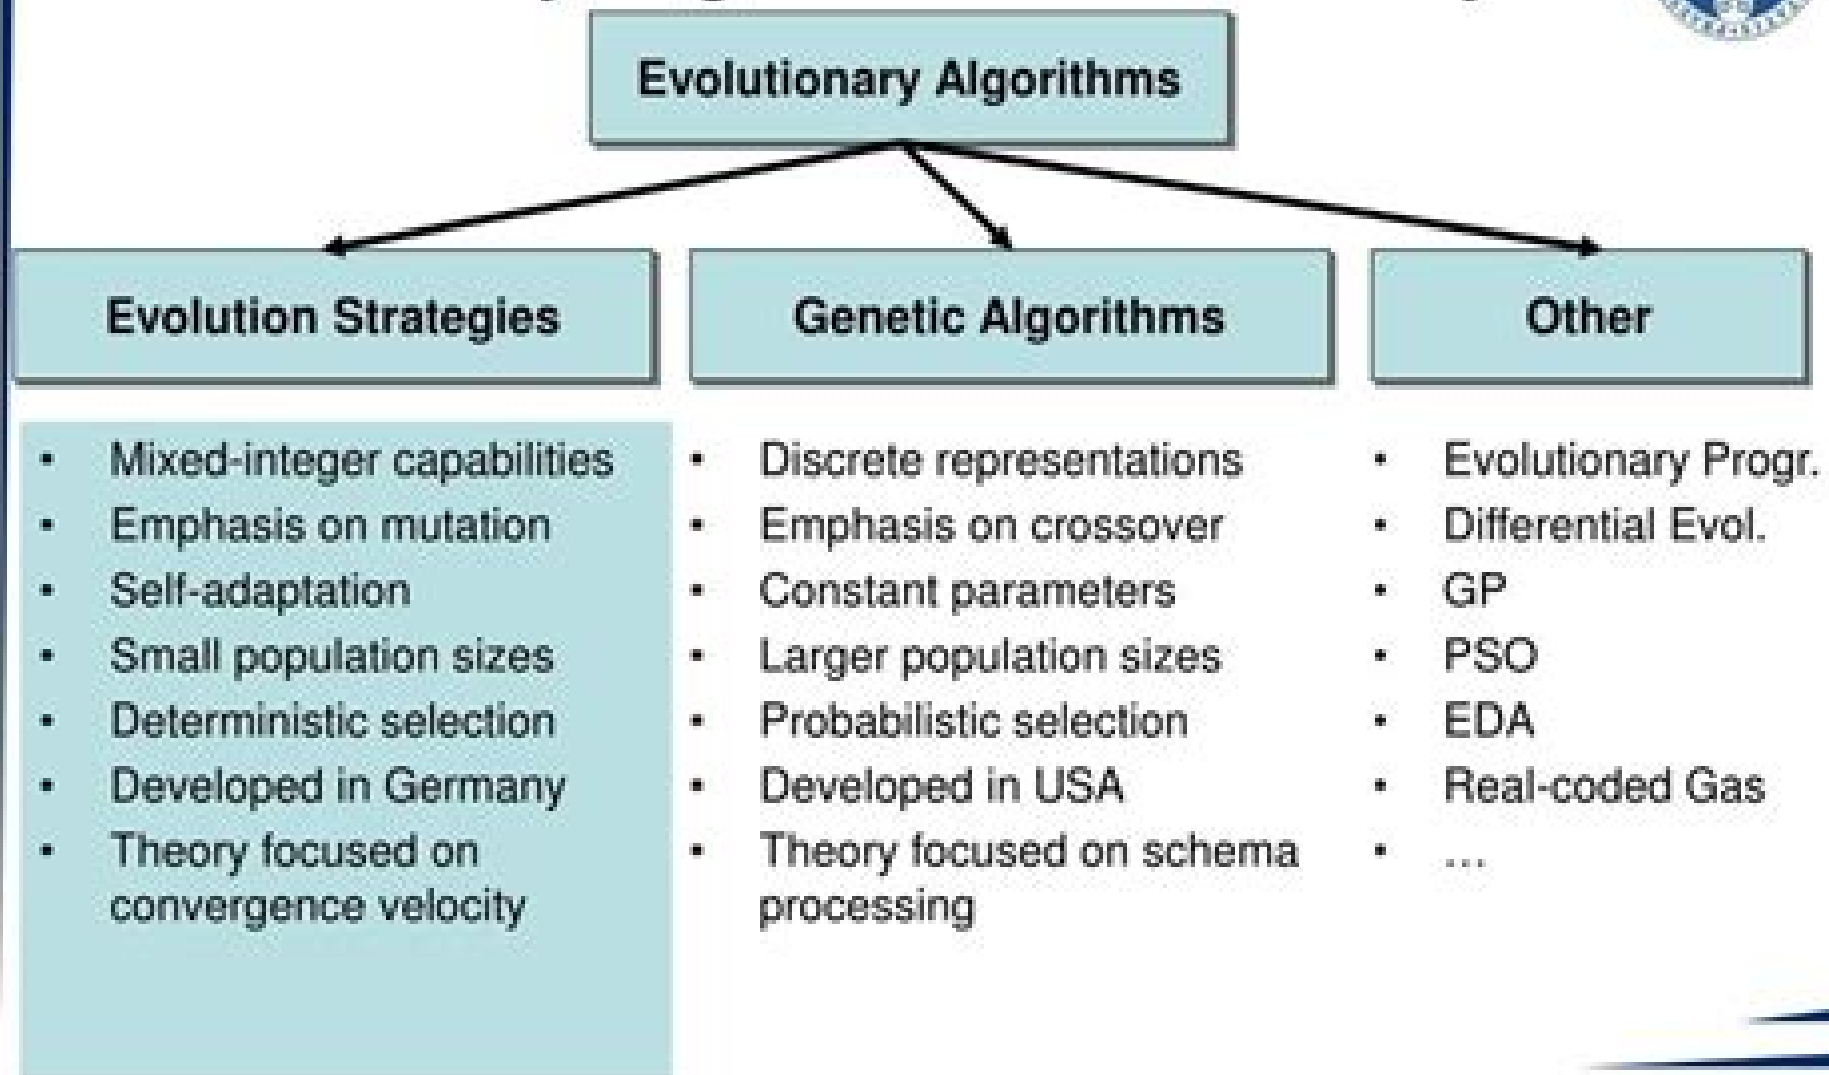 Evolutionary Algorithms
Evolution Strategies
Genetic Algorithms
Other
• Mixed-integer capabilities
• Emphasis on mutation
• Self-adaptation
• Small population sizes
• Deterministic selection
• Developed in Germany
• Theory focused on
convergence velocity
• Discrete representations
• Emphasis on crossover
• Constant parameters
• Larger population sizes
• Probabilistic selection
• Developed in USA
• Theory focused on schema
processing
• Evolutionary Progr.
• Differential Evol.
• GP
• PSO
• EDA
• Real-coded Gas
• ...